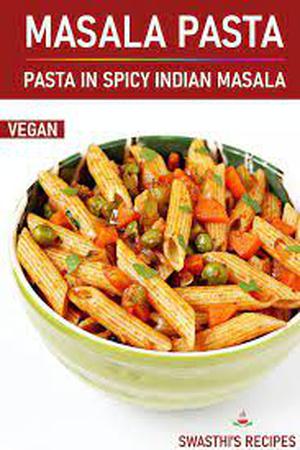 MASALA PASTA
PASTA IN SPICY INDIAN MASALA
VEGAN
SWASTHI'S RECIPES